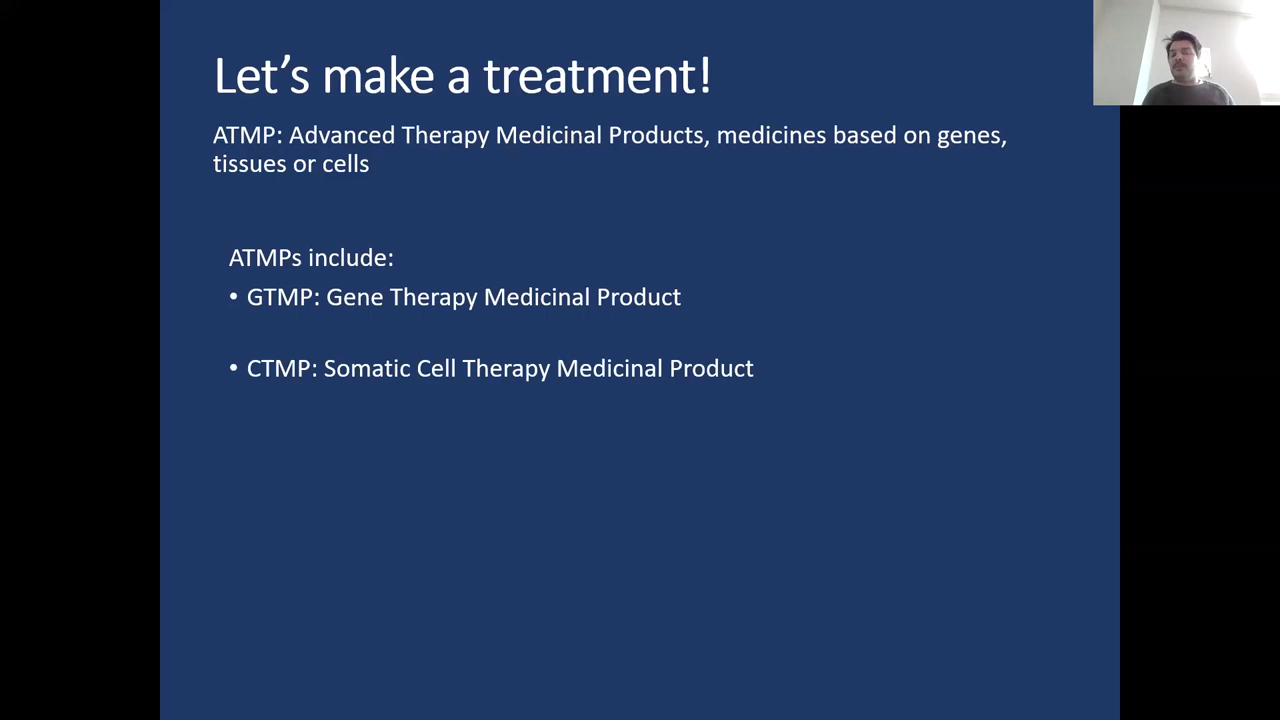 Let’s make a treatment!
ATMP: Advanced Therapy Medicinal Products, medicines based on genes,
tissues or cells
ATMPs include:
• GTMP: Gene Therapy Medicinal Product
• CTMP: Somatic Cell Therapy Medicinal Product